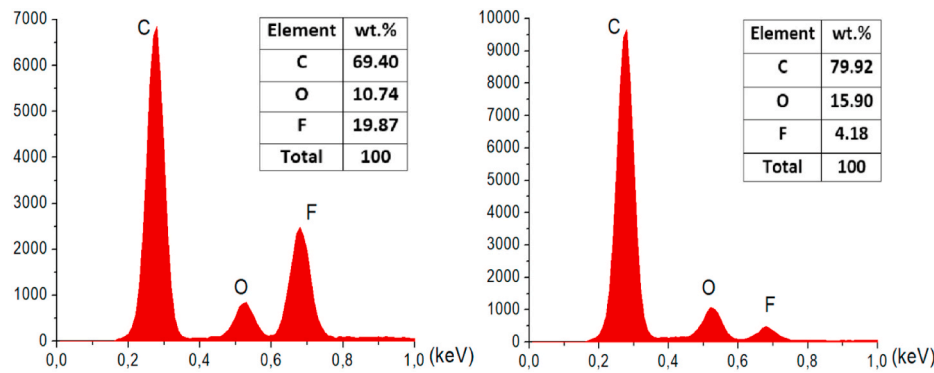 7000
6000
5000
4000
3000
2000
1000
0
C
O
F
Element wt.%
C 69.40
O 10.74
F 19.87
Total 100
0,0 0,2 0,4 0,6 0,8 1,0 (keV)
10000
9000
8000
7000
6000
5000
4000
3000
2000
1000
0
C
O
F
Element wt.%
C 79.92
O 15.90
F 4.18
Total 100
0,0 0,2 0,4 0,6 0,8 1,0 (keV)